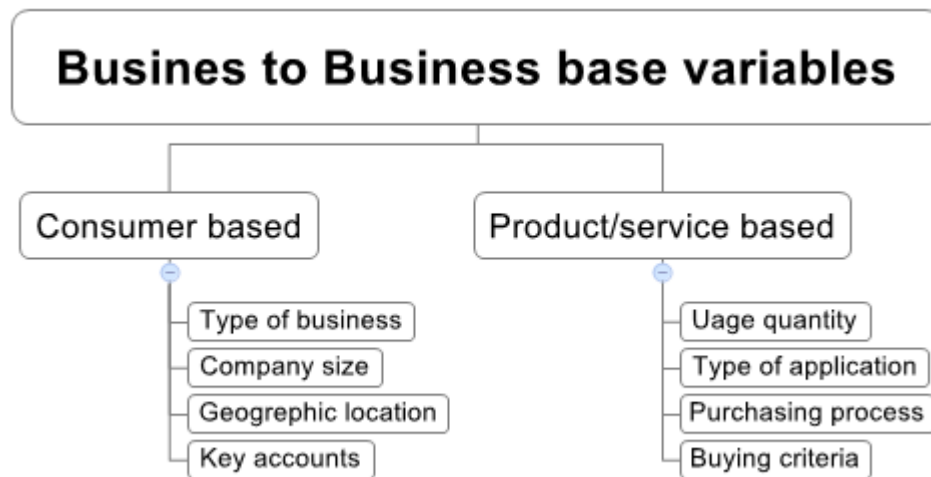 Busines to Business base variables
Consumer based
Type of business
Company size
Geogrephic location
Key accounts
Product/service based
Uage quantity
Type of application
Purchasing process
Buying criteria